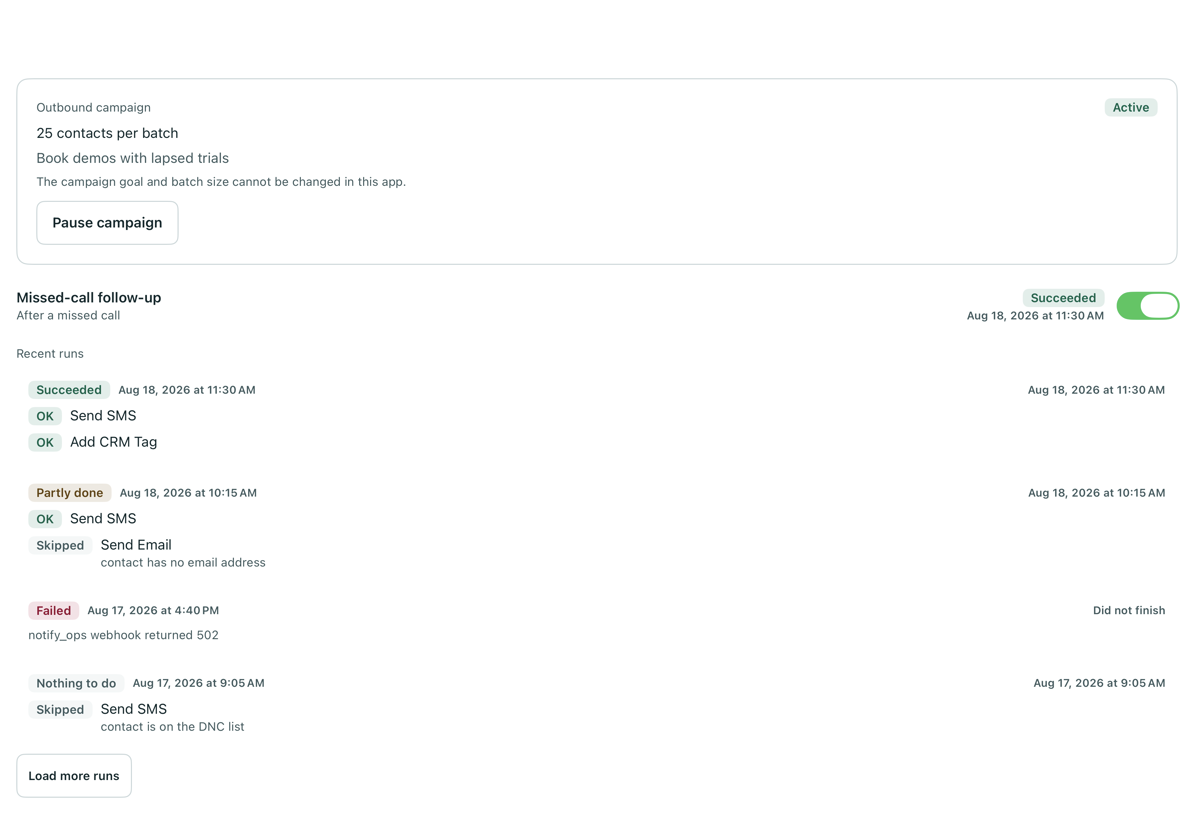 Outbound campaign
Active
25 contacts per batch
Book demos with lapsed trials
The campaign goal and batch size cannot be changed in this app.
Pause campaign
Missed-call follow-up
Succeeded
After a missed call
Aug 18, 2026 at 11:30 AM
Recent runs
Succeeded Aug 18, 2026 at 11:30 AM
Aug 18, 2026 at 11:30 AM
OK Send SMS
OK Add CRM Tag
Partly done Aug 18, 2026 at 10:15 AM
Aug 18, 2026 at 10:15 AM
OK Send SMS
Skipped Send Email
contact has no email address
Failed Aug 17, 2026 at 4:40 PM
Did not finish
notify_ops webhook returned 502
Nothing to do Aug 17, 2026 at 9:05 AM
Aug 17, 2026 at 9:05 AM
Skipped Send SMS
contact is on the DNC list
Load more runs